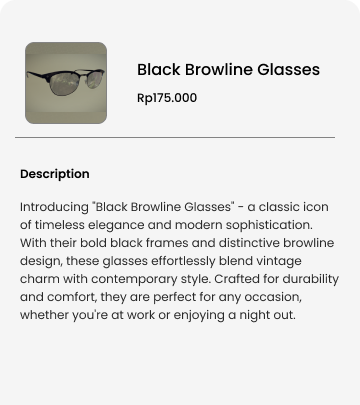 Black Browline Glasses
Rp175.000
Description
Introducing "Black Browline Glasses" - a classic icon
of timeless elegance and modern sophistication.
With their bold black frames and distinctive browline
design, these glasses effortlessly blend vintage
charm with contemporary style. Crafted for durability
and comfort, they are perfect for any occasion,
whether you're at work or enjoying a night out.